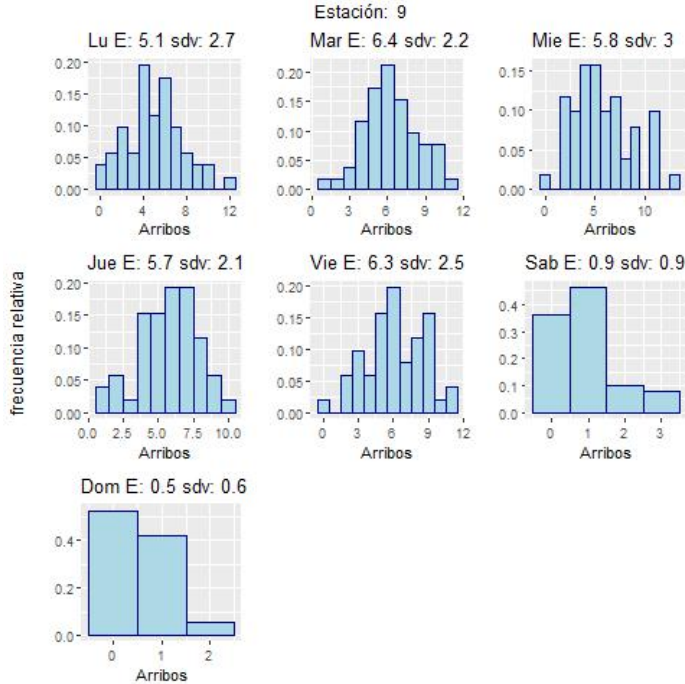 Estación: 9
Lu E: 5.1 sdv: 2.7
0.20
0.15
0.10
0.05
0.00
0 4 8 12
Arribos
Mar E: 6.4 sdv: 2.2
0.20
0.15
0.10
0.05
0.00
0 3 6 9 12
Arribos
Mie E: 5.8 sdv: 3
0.15
0.10
0.05
0.00
0 5 10
Arribos
frecuencia relativa
Jue E: 5.7 sdv: 2.1
0.20
0.15
0.10
0.05
0.00
0.0 2.5 5.0 7.5 10.0
Arribos
Vie E: 6.3 sdv: 2.5
0.20
0.15
0.10
0.05
0.00
0 3 6 9 12
Arribos
Sab E: 0.9 sdv: 0.9
0.4
0.3
0.2
0.1
0.0
0 1 2 3
Arribos
Dom E: 0.5 sdv: 0.6
0.4
0.2
0.0
0 1 2
Arribos